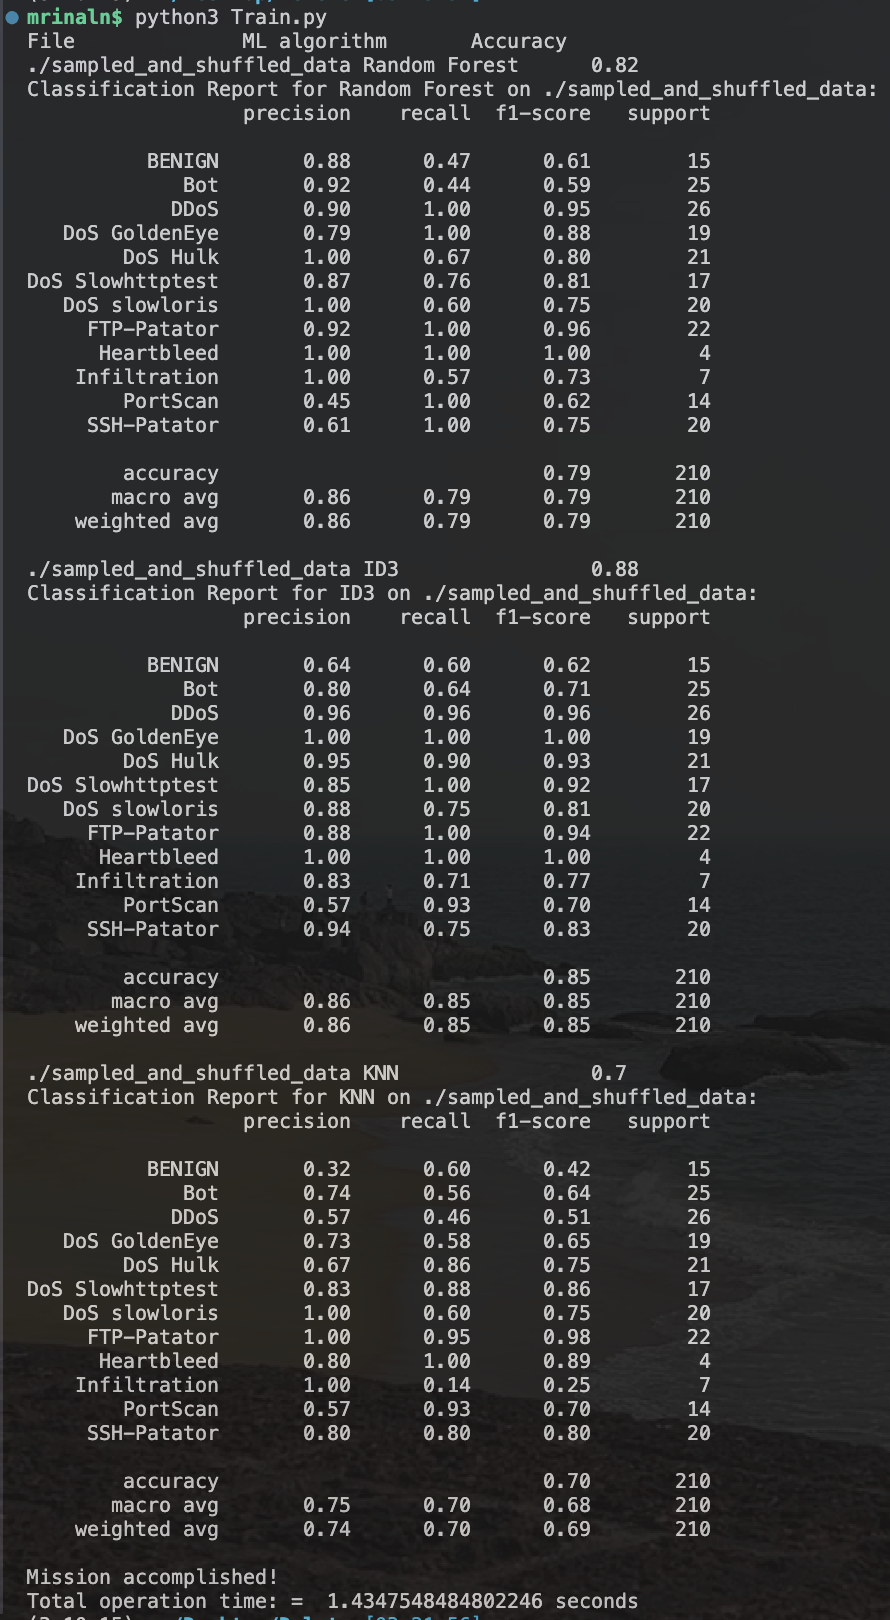 mrinaln$ python3 Train.py
File ML algorithm Accuracy
./sampled_and_shuffled_data Random Forest 0.82
Classification Report for Random Forest on ./sampled_and_shuffled_data:
precision recall f1-score support
BENIGN 0.88 0.47 0.61 15
Bot 0.92 0.44 0.59 25
DDoS 0.90 1.00 0.95 26
DoS GoldenEye 0.79 1.00 0.88 19
DoS Hulk 1.00 0.67 0.80 21
DoS Slowhttptest 0.87 0.76 0.81 17
DoS slowloris 1.00 0.60 0.75 20
FTP-Patator 0.92 1.00 0.96 22
Heartbleed 1.00 1.00 1.00 4
Infiltration 1.00 0.57 0.73 7
PortScan 0.45 1.00 0.62 14
SSH-Patator 0.61 1.00 0.75 20
accuracy 0.79 210
macro avg 0.86 0.79 0.79 210
weighted avg 0.86 0.79 0.79 210
./sampled_and_shuffled_data ID3 0.88
Classification Report for ID3 on ./sampled_and_shuffled_data:
precision recall f1-score support
BENIGN 0.64 0.60 0.62 15
Bot 0.80 0.64 0.71 25
DDoS 0.96 0.96 0.96 26
DoS GoldenEye 1.00 1.00 1.00 19
DoS Hulk 0.95 0.90 0.93 21
DoS Slowhttptest 0.85 1.00 0.92 17
DoS slowloris 0.88 0.75 0.81 20
FTP-Patator 0.88 1.00 0.94 22
Heartbleed 1.00 1.00 1.00 4
Infiltration 0.83 0.71 0.77 7
PortScan 0.57 0.93 0.70 14
SSH-Patator 0.94 0.75 0.83 20
accuracy 0.85 210
macro avg 0.86 0.85 0.85 210
weighted avg 0.86 0.85 0.85 210
./sampled_and_shuffled_data KNN 0.7
Classification Report for KNN on ./sampled_and_shuffled_data:
precision recall f1-score support
BENIGN 0.32 0.60 0.42 15
Bot 0.74 0.56 0.64 25
DDoS 0.57 0.46 0.51 26
DoS GoldenEye 0.73 0.58 0.65 19
DoS Hulk 0.67 0.86 0.75 21
DoS Slowhttptest 0.83 0.88 0.86 17
DoS slowloris 1.00 0.60 0.75 20
FTP-Patator 1.00 0.95 0.98 22
Heartbleed 0.80 1.00 0.89 4
Infiltration 1.00 0.14 0.25 7
PortScan 0.57 0.93 0.70 14
SSH-Patator 0.80 0.80 0.80 20
accuracy 0.70 210
macro avg 0.75 0.70 0.68 210
weighted avg 0.74 0.70 0.69 210
Mission accomplished!
Total operation time: = 1.4347548484802246 seconds